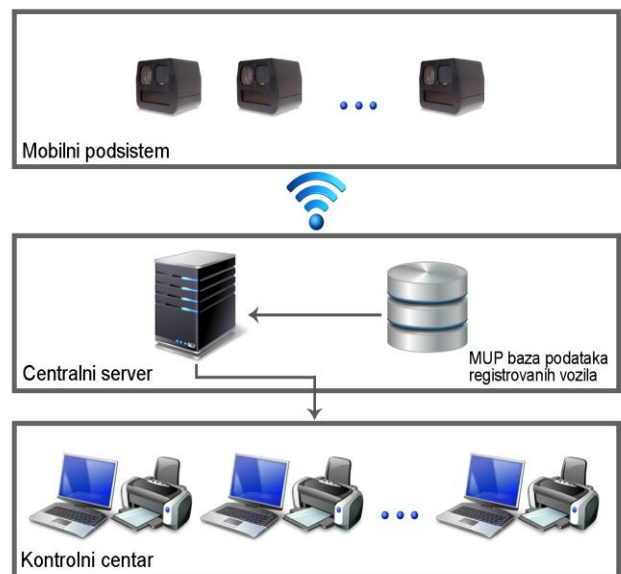 Mobilni podsistem
MUP baza podataka
registrovanih vozila
Centralni server
Kontrolni centar